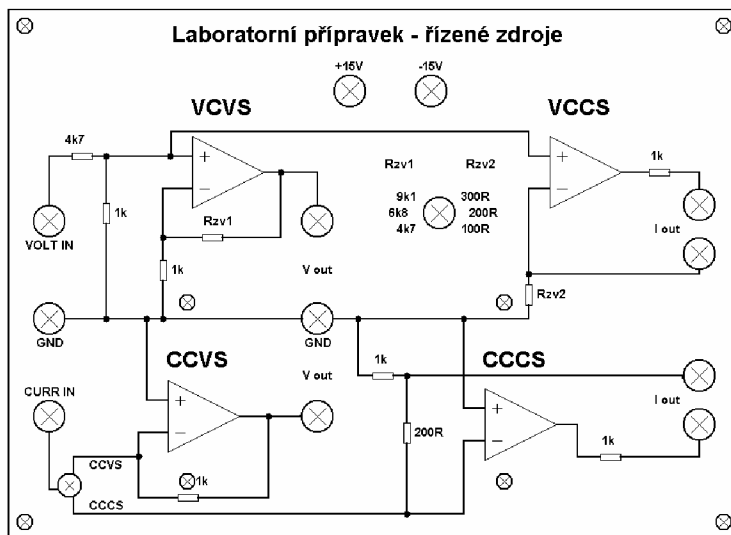 Laboratorní přípravek - řízené zdroje
+15V
-15V
VCVS
VCCS
4k7
1k
VOLT IN
Rzv1
1k
V out
Rzv1
Rzv2
9k1
300R
6k8
200R
4k7
100R
1k
I out
Rzv2
GND
GND
CCVS
V out
1k
CCCS
CURR IN
I out
200R
1k
CCVS
1k
CCCS